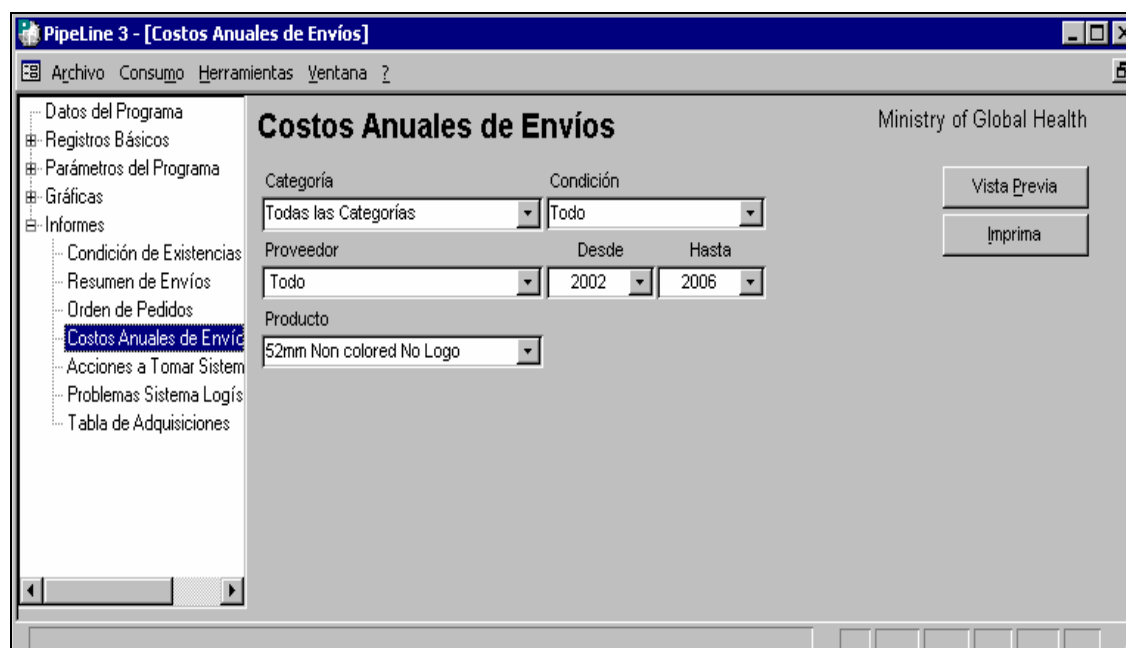 PipeLine 3 - [Costos Anuales de Envíos]
Archivo Consumo Herramientas Ventana ?
Datos del Programa
Registros Básicos
Parámetros del Programa
Gráficas
Informes
Condición de Existencias
Resumen de Envíos
Orden de Pedidos
Costos Anuales de Envíc
Acciones a Tomar Sistem
Problemas Sistema Logís
Tabla de Adquisiciones
Costos Anuales de Envíos
Ministry of Global Health
Categoría Condición
Todas las Categorías Todo
Proveedor Desde Hasta
Todo 2002 2006
Producto
52mm Non colored No Logo
Vista Previa
Imprima